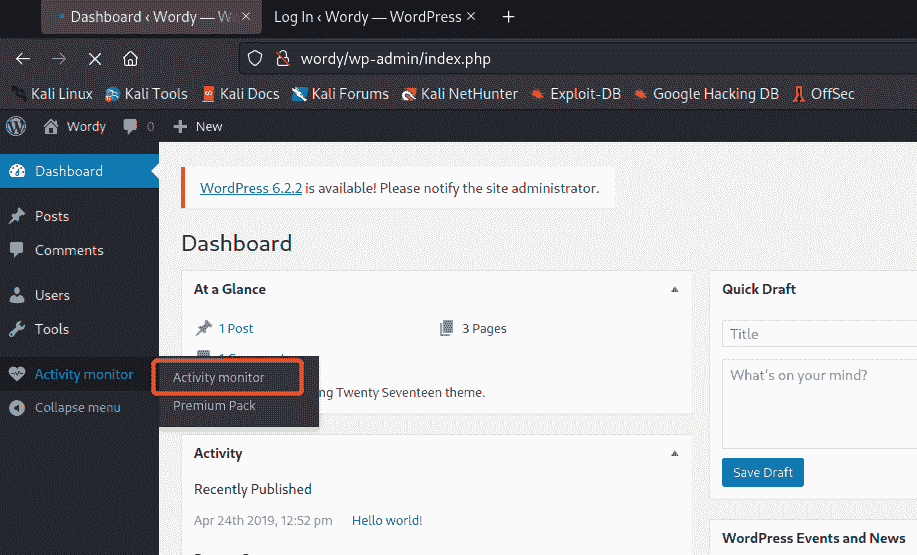 Dashboard ‹ Wordy — W
Log In ‹ Wordy — WordPress
wordy/wp-admin/index.php
Kali Linux Kali Tools Kali Docs Kali Forums Kali NetHunter Exploit-DB Google Hacking DB OffSec
Wordy 0 New
Dashboard
Posts
Comments
Users
Tools
Activity monitor
Collapse menu
Activity monitor
Premium Pack
WordPress 6.2.2 is available! Please notify the site administrator.
Dashboard
At a Glance
1 Post 3 Pages
ng Twenty Seventeen theme.
Activity
Recently Published
Apr 24th 2019, 12:52 pm Hello world!
Quick Draft
Title
What's on your mind?
Save Draft
WordPress Events and News